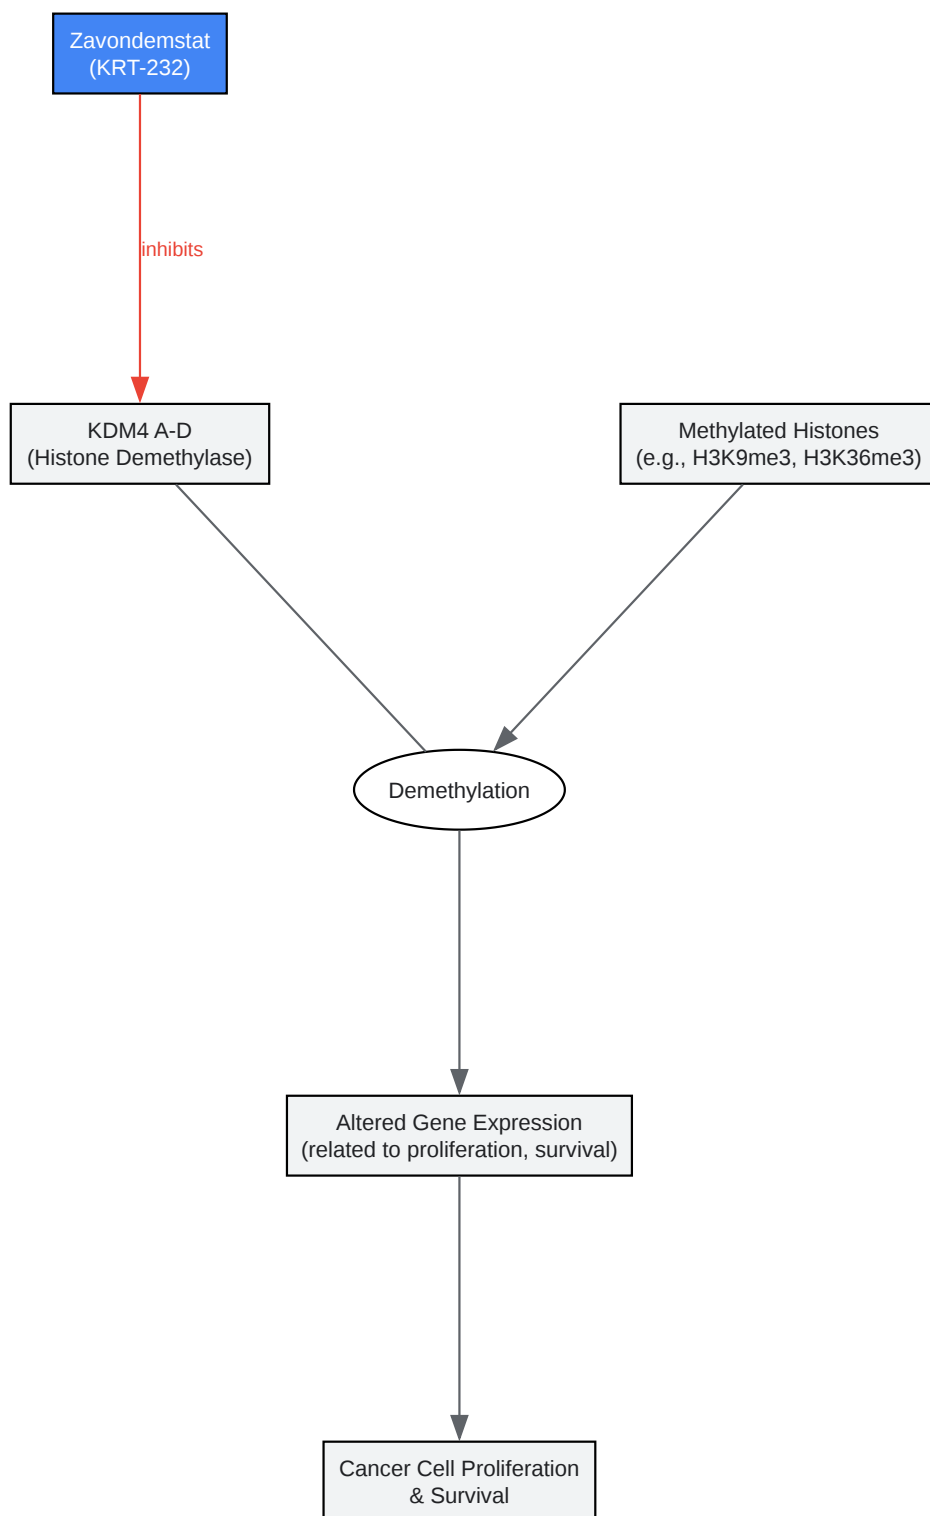 Zavondemstat
(KRT-232)
inhibits
KDM4 A-D
(Histone Demethylase)
Methylated Histones
(e.g., H3K9me3, H3K36me3)
Demethylation
Altered Gene Expression
(related to proliferation, survival)
Cancer Cell Proliferation
& Survival